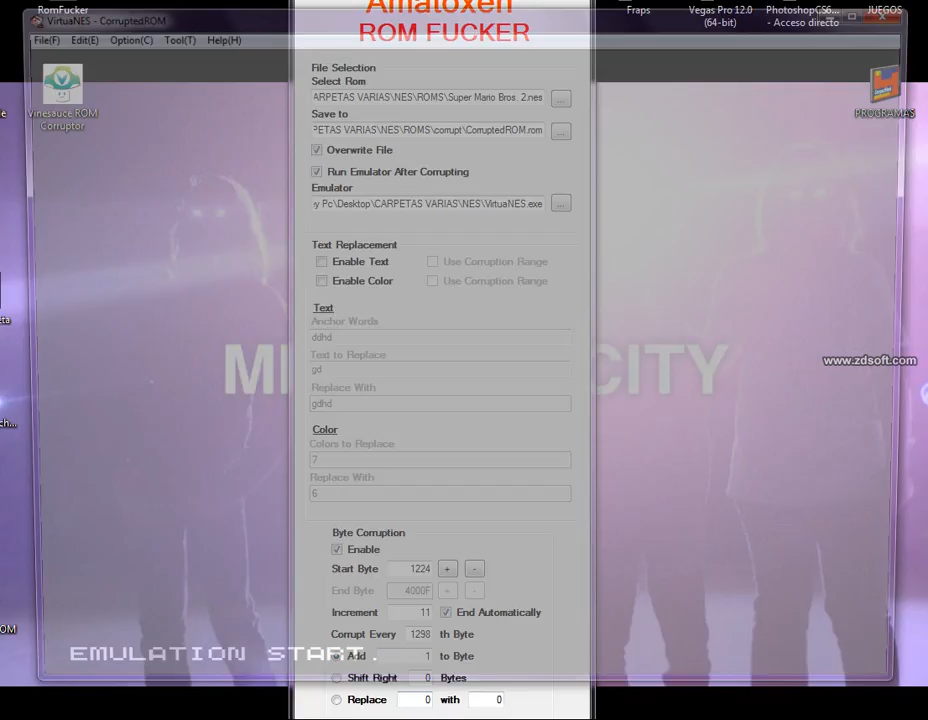 RomFucker
Fraps
Vegas Pro 12.0
(64-bit)
PhotoshopCS6...
- Acceso directo
JUEGOS
VirtuaNES - CorruptedROM
Amatoxen
ROM FUCKER
File(F) Edit(E) Option(C) Tool(T) Help(H)
Vinesauce ROM
Corruptor
PROGRAMAS
File Selection
Select Rom
ARPETAS VARIAS\NES\ROMS\Super Mario Bros. 2.nes
...
Save to
PETAS VARIAS\NES\ROMS\corrupt\CorruptedROM.rom
...
Overwrite File
Run Emulator After Corrupting
Emulator
y Pc\Desktop\CARPETAS VARIAS\NES\VirtuaNES.exe
...
Text Replacement
Enable Text
Use Corruption Range
Enable Color
Use Corruption Range
Text
Anchor Words
ddhd
Text to Replace
gd
Replace With
gdhd
www.zdsoft.com
CITY
Color
Colors to Replace
7
Replace With
6
Byte Corruption
Enable
Start Byte 1224 + -
End Byte 4000F + -
Increment 11 End Automatically
Corrupt Every 1298 th Byte
Add 1 to Byte
Shift Right 0 Bytes
Replace 0 with 0
EMULATION START.